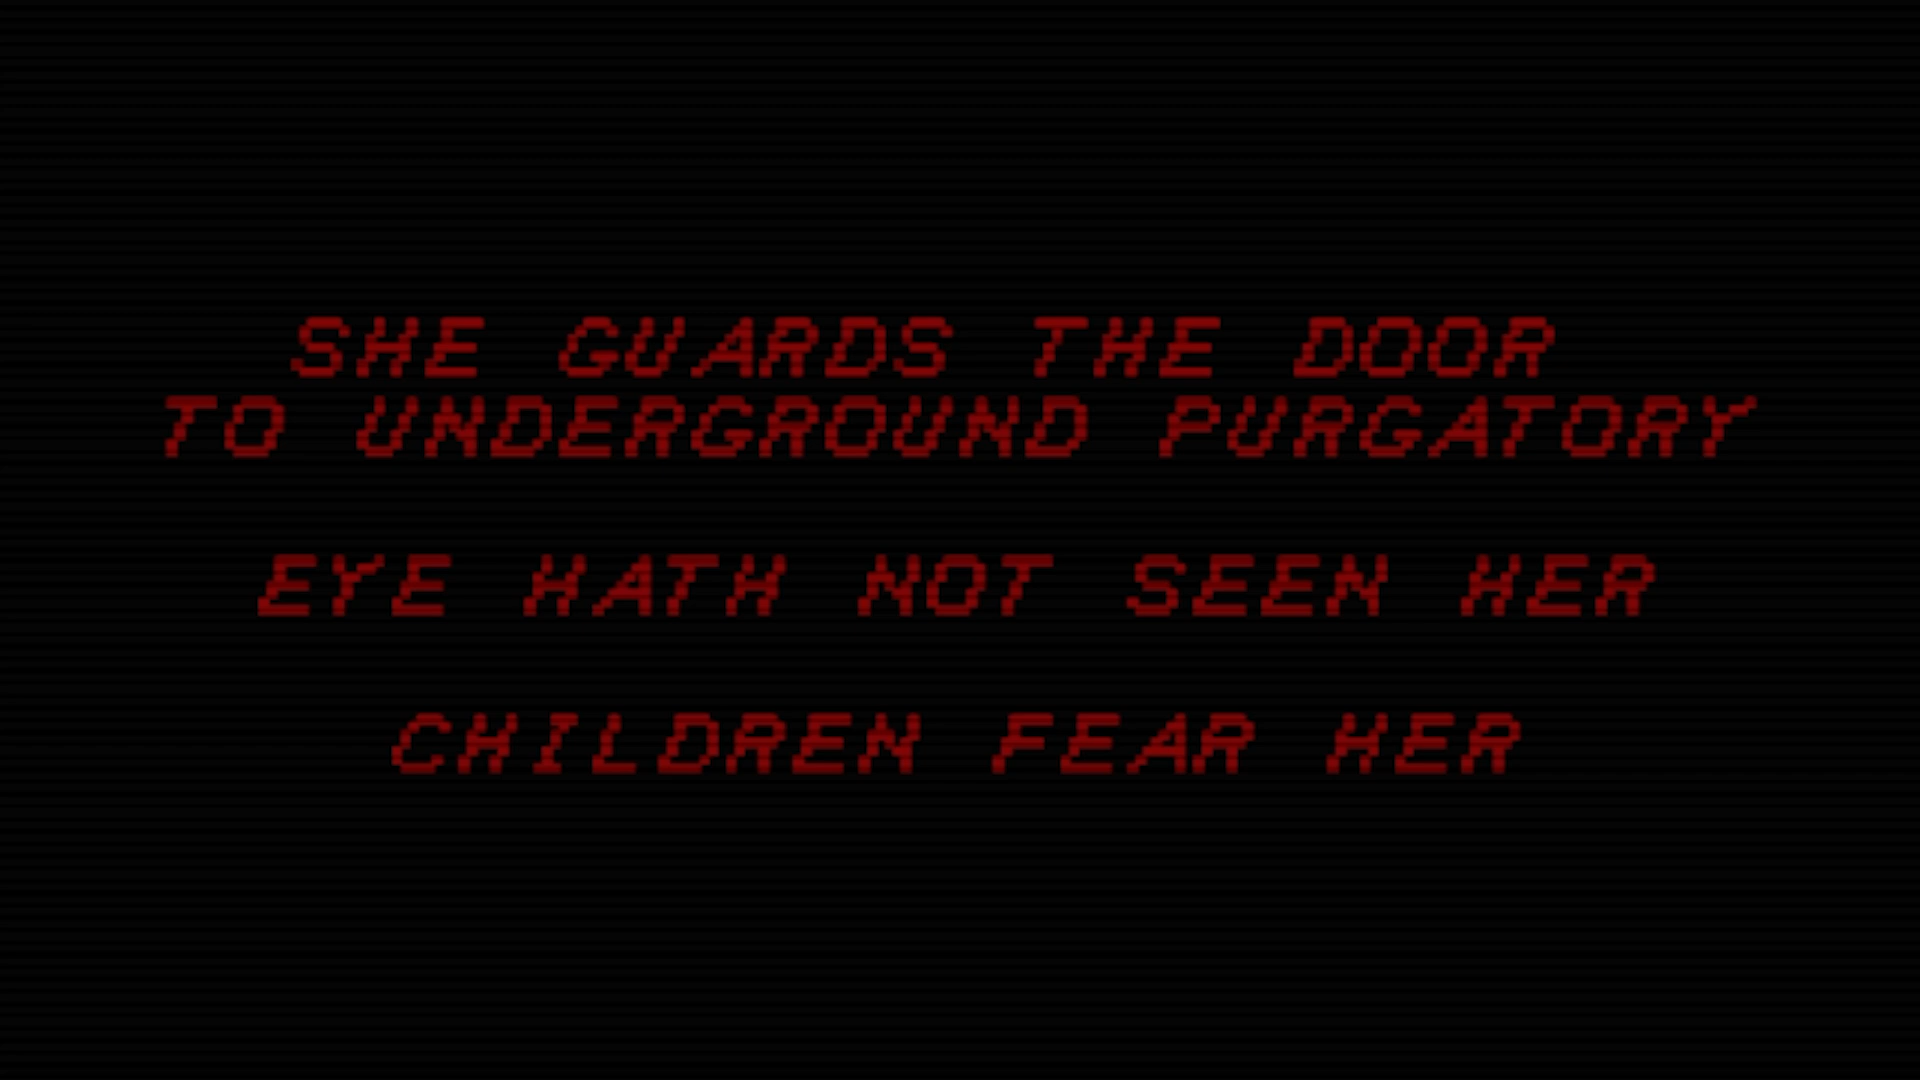 SHE GUARDS THE DOOR
TO UNDERGROUND PURGATORY
EYE HATH NOT SEEN HER
CHILDREN FEAR HER